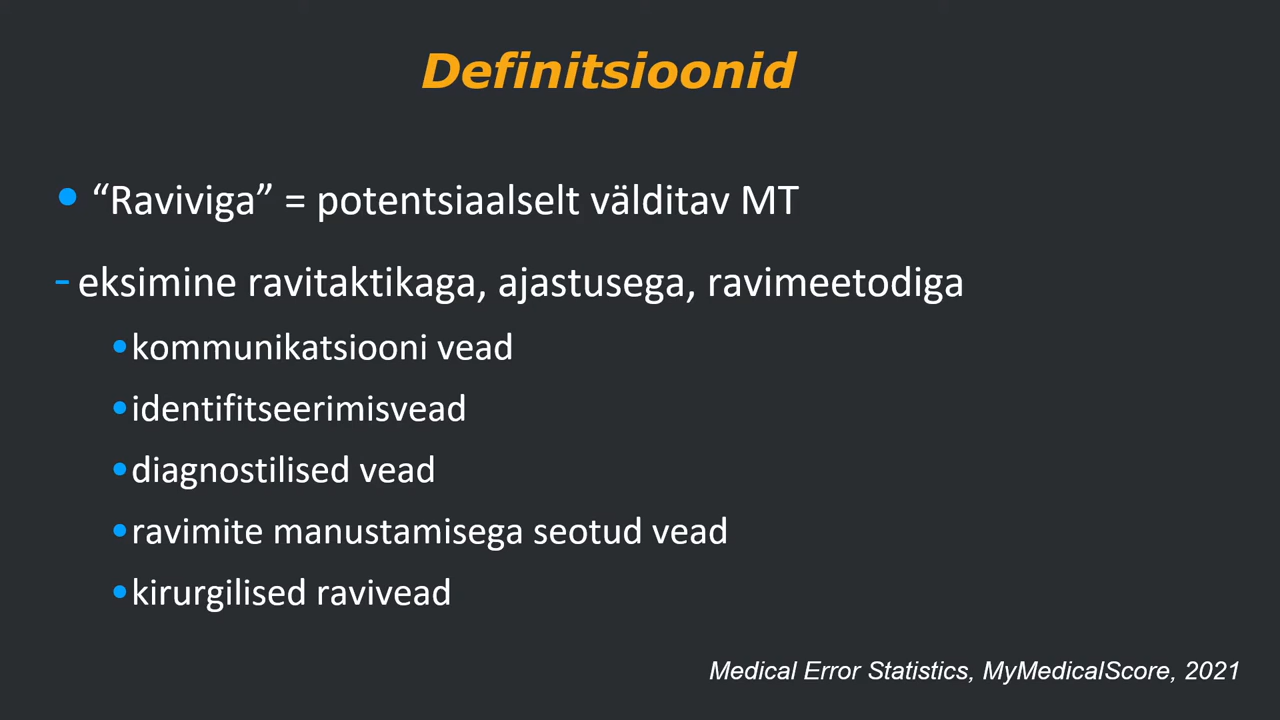 Definitsioonid
• “Raviviga” = potentsiaalselt välditav MT
- eksimine ravitaktikaga, ajastusega, ravimeetodiga
•kommunikatsiooni vead
•identifitseerimisvead
•diagnostilised vead
•ravimite manustamisega seotud vead
•kirurgilised ravivead
Medical Error Statistics, MyMedicalScore, 2021